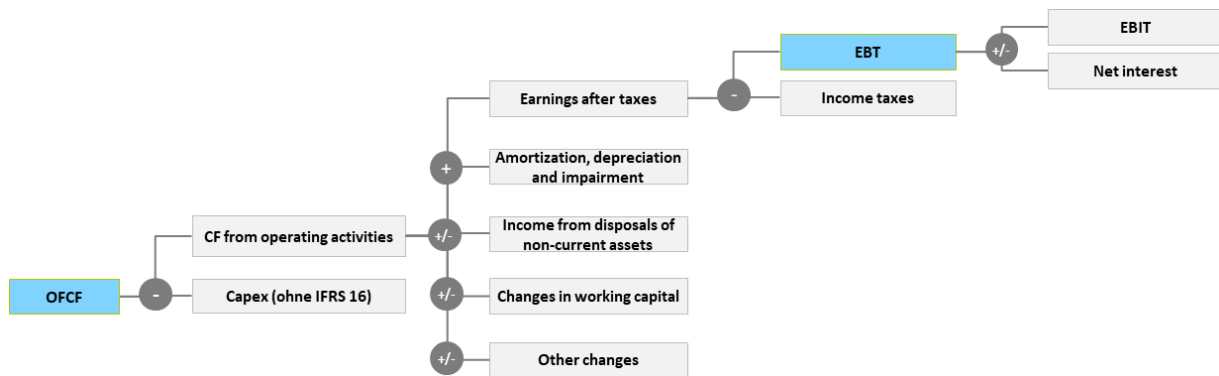 EBIT
EBT
+/-
Net interest
Earnings after taxes
-
Income taxes
+
Amortization, depreciation
and impairment
CF from operating activities
+/-
Income from disposals of
non-current assets
OFCF
-
Capex (ohne IFRS 16)
+/-
Changes in working capital
+/-
Other changes